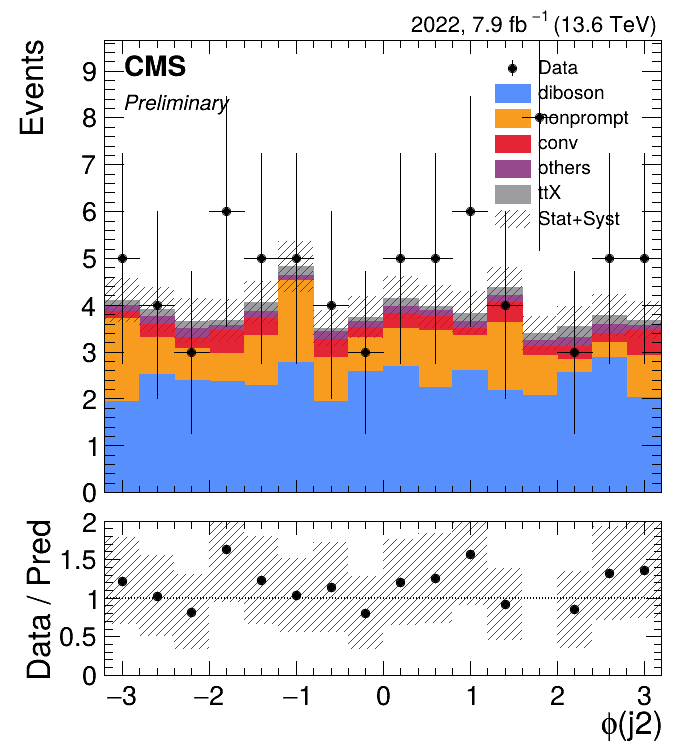 2022, 7.9 fb⁻¹ (13.6 TeV)
Events
CMS
Preliminary
Data
diboson
nonprompt
conv
others
ttX
Stat+Syst
9
8
7
6
5
4
3
2
1
0
Data / Pred
2
1.5
1
0.5
0
−3 −2 −1 0 1 2 3
ϕ(j2)